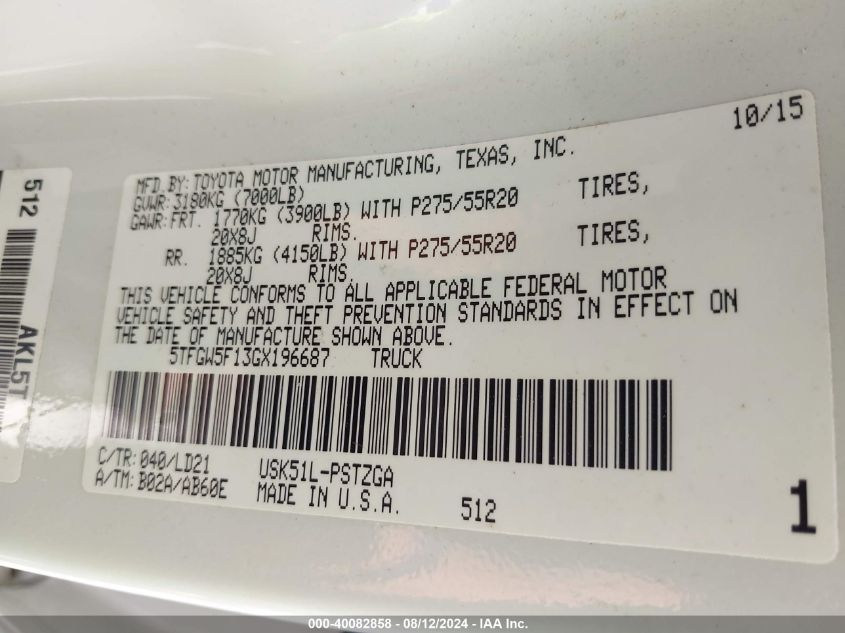 10/15
MFD.BY: TOYOTA MOTOR MANUFACTURING, TEXAS, INC.
GVWR: 3180KG (7000LB)
GAWR: FRT. 1770KG (3900LB) WITH P275/55R20 TIRES,
20X8J RIMS.
RR. 1885KG (4150LB) WITH P275/55R20 TIRES,
20X8J RIMS.
THIS VEHICLE CONFORMS TO ALL APPLICABLE FEDERAL MOTOR
VEHICLE SAFETY AND THEFT PREVENTION STANDARDS IN EFFECT ON
THE DATE OF MANUFACTURE SHOWN ABOVE.
5TFGW5F13GX196687 TRUCK
C/TR: 040/LD21 USK51L-PSTZGA
A/TM: B02A/AB60E MADE IN U.S.A. 512
1
512
000-40082858 - 08/12/2024 - IAA Inc.